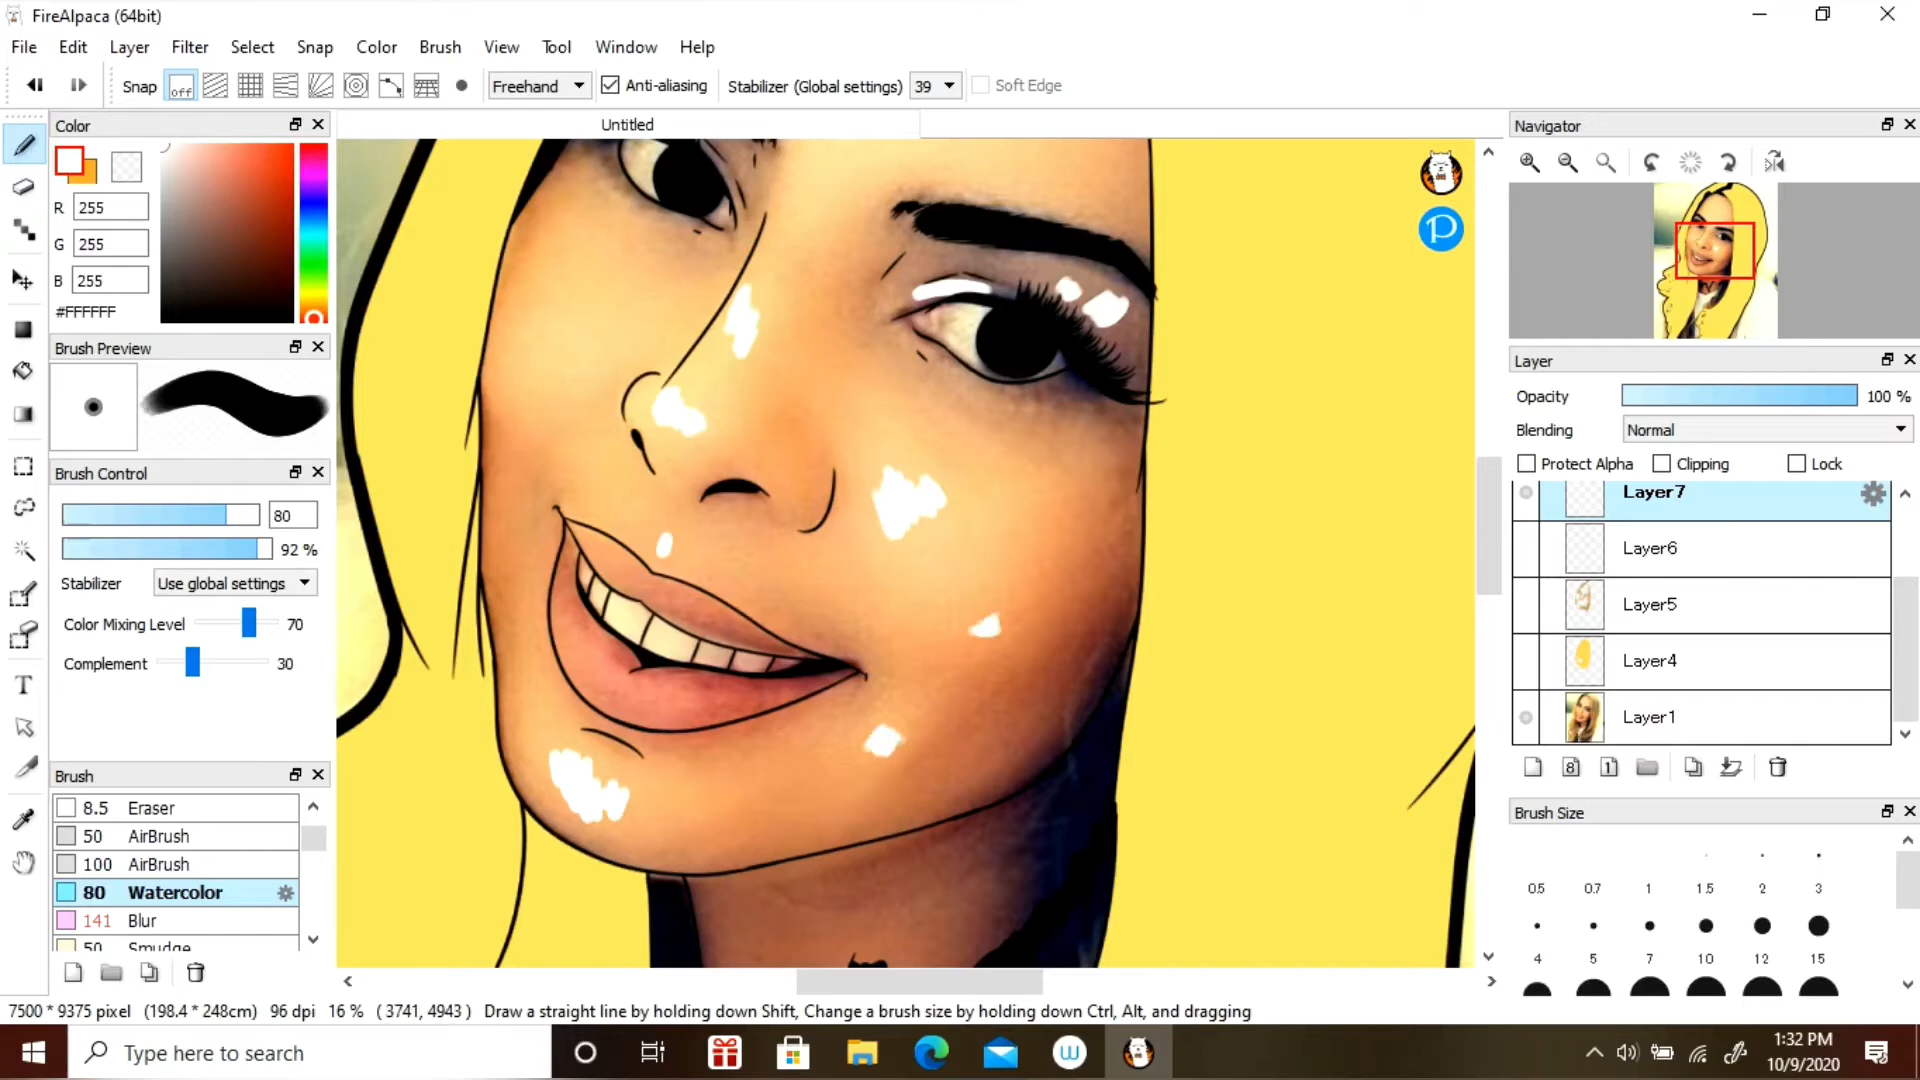 FireAlpaca (64bit)
File Edit Layer Filter Select Snap Color Brush View Tool Window Help
Snap off Freehand Anti-aliasing Stabilizer (Global settings) 39 Soft Edge
Color
R 255
G 255
B 255
#FFFFFF
Brush Preview
Brush Control
80
92 %
Stabilizer Use global settings
Color Mixing Level 70
Complement 30
Brush
8.5 Eraser
50 AirBrush
100 AirBrush
80 Watercolor
141 Blur
50 Smudge
Untitled
P
Navigator
Layer
Opacity 100 %
Blending Normal
Protect Alpha Clipping Lock
Layer7
Layer6
Layer5
Layer4
Layer1
8 1
Brush Size
0.5 0.7 1 1.5 2 3
4 5 7 10 12 15
7500 * 9375 pixel (198.4 * 248cm) 96 dpi 16 % ( 3741, 4943 ) Draw a straight line by holding down Shift, Change a brush size by holding down Ctrl, Alt, and dragging
Type here to search
W
1:32 PM
10/9/2020